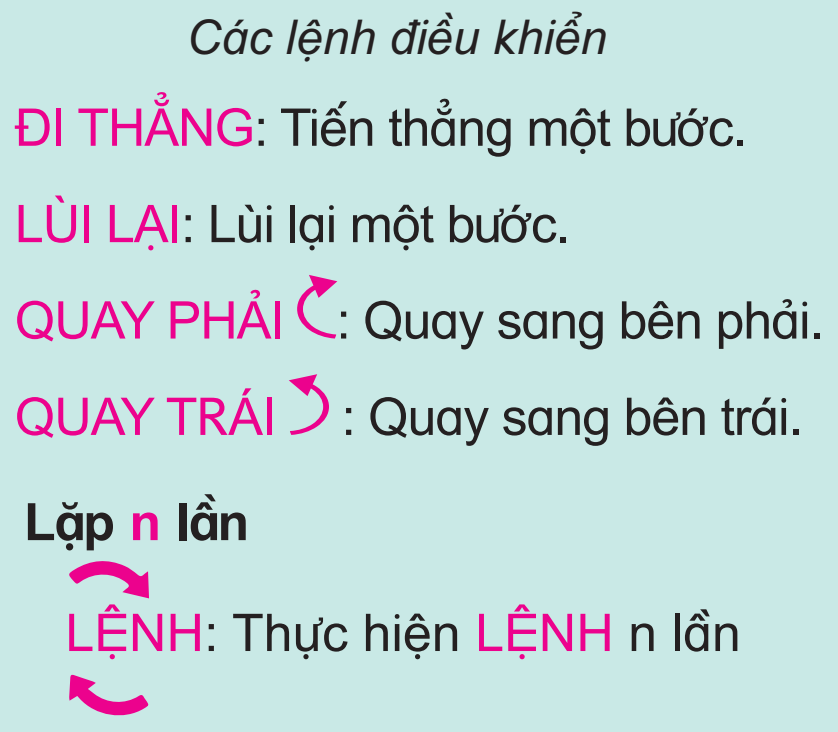 Các lệnh điều khiển
ĐI THẲNG: Tiến thẳng một bước.
LÙI LẠI: Lùi lại một bước.
QUAY PHẢI : Quay sang bên phải.
QUAY TRÁI : Quay sang bên trái.
Lặp n lần
LỆNH: Thực hiện LỆNH n lần